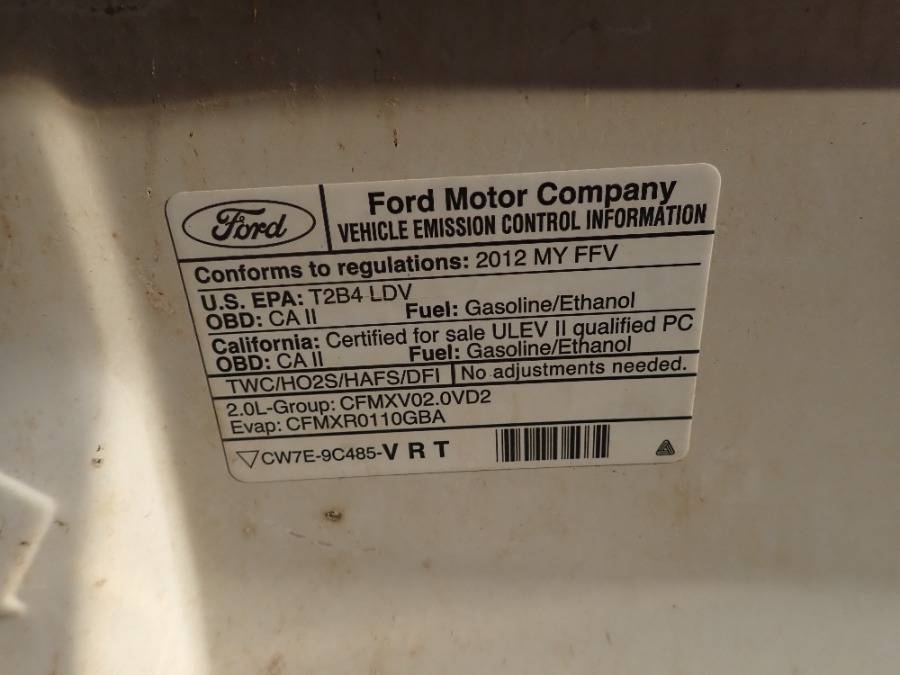 Ford
Ford Motor Company
VEHICLE EMISSION CONTROL INFORMATION
Conforms to regulations: 2012 MY FFV
U.S. EPA: T2B4 LDV
OBD: CA II Fuel: Gasoline/Ethanol
California: Certified for sale ULEV II qualified PC
OBD: CA II Fuel: Gasoline/Ethanol
TWC/HO2S/HAFS/DFI No adjustments needed.
2.0L-Group: CFMXV02.0VD2
Evap: CFMXR0110GBA
CW7E-9C485-V R T